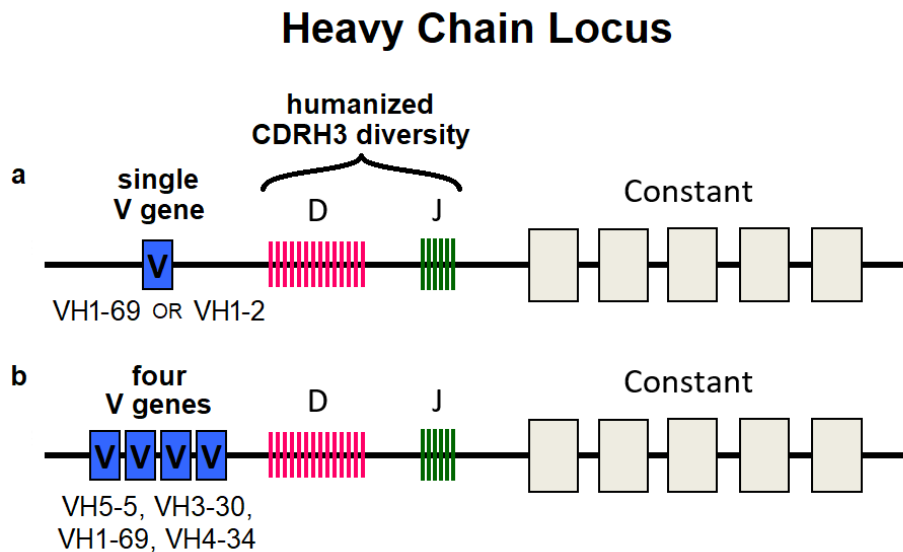 Heavy Chain Locus
humanized
CDRH3 diversity
a
single
V gene
D
J
Constant
V
VH1-69 OR VH1-2
b
four
V genes
D
J
Constant
V V V V
VH5-5, VH3-30,
VH1-69, VH4-34